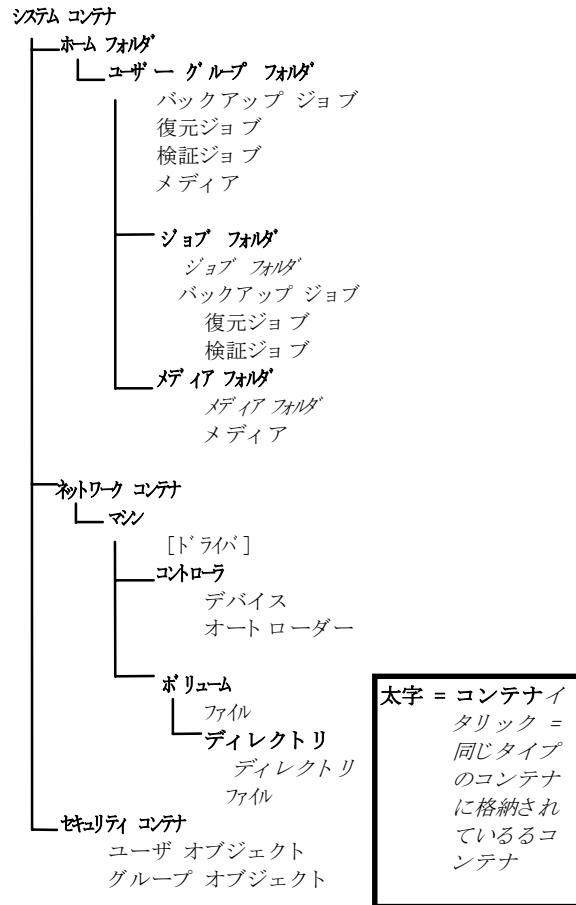 システム コンテナ
ホーム フォルダ
ユーザー グループ フォルダ
バックアップ ジョブ
復元ジョブ
検証ジョブ
メディア
ジョブ フォルダ
ジョブ フォルダ
バックアップ ジョブ
復元ジョブ
検証ジョブ
メディア フォルダ
メディア フォルダ
メディア
ネットワーク コンテナ
マシン
[ドライバ]
コントローラ
デバイス
オートローダー
ボリューム
ファイル
ディレクトリ
ディレクトリ
ファイル
セキュリティ コンテナ
ユーザ オブジェクト
グループ オブジェクト
太字 = コンテナイ
タリック =
同じタイプ
のコンテナ
に格納され
ているるコ
ンテナ